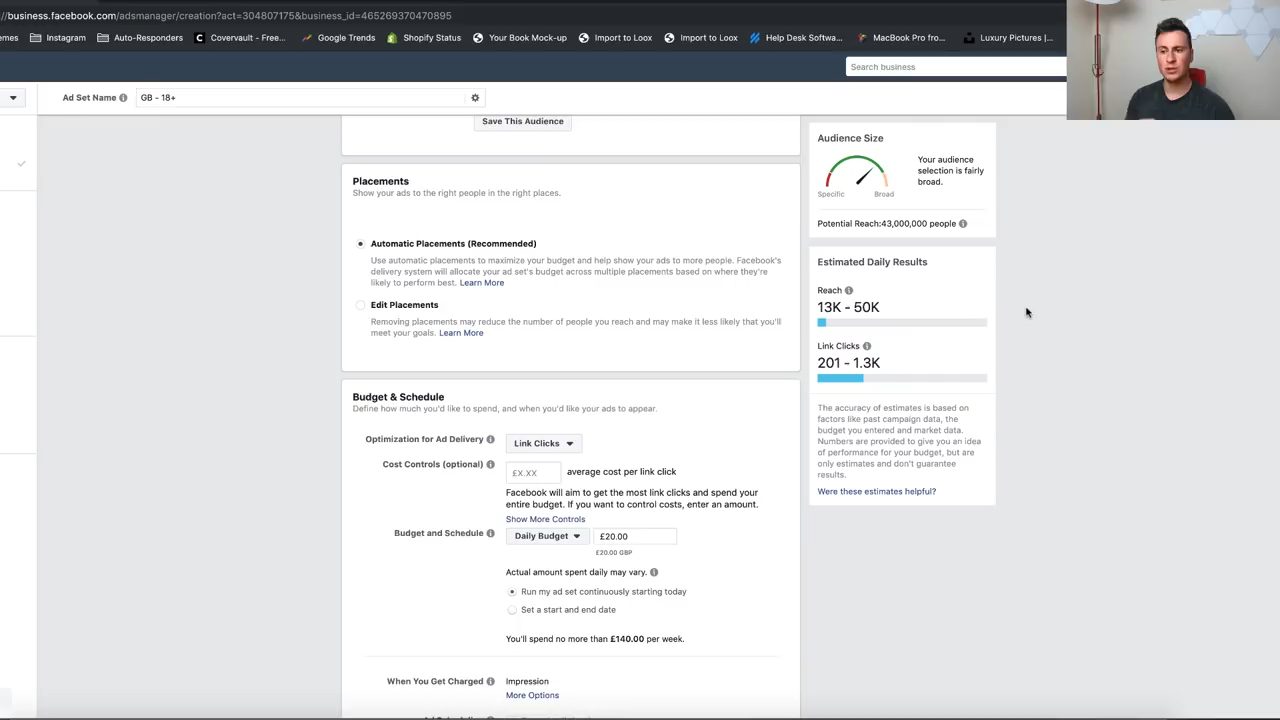 //business.facebook.com/adsmanager/creation?act=304807175&business_id=465269370470895
emes Instagram Auto-Responders Covervault - Free... Google Trends Shopify Status Your Book Mock-up Import to Loox Import to Loox Help Desk Softwa... MacBook Pro fro... Luxury Pictures |...
Search business
Ad Set Name GB - 18+
Save This Audience
Placements
Show your ads to the right people in the right places.
Automatic Placements (Recommended)
Use automatic placements to maximize your budget and help show your ads to more people. Facebook's
delivery system will allocate your ad set's budget across multiple placements based on where they're
likely to perform best. Learn More
Edit Placements
Removing placements may reduce the number of people you reach and may make it less likely that you'll
meet your goals. Learn More
Budget & Schedule
Define how much you'd like to spend, and when you'd like your ads to appear.
Optimization for Ad Delivery Link Clicks
Cost Controls (optional) £X.XX average cost per link click
Facebook will aim to get the most link clicks and spend your
entire budget. If you want to control costs, enter an amount.
Show More Controls
Budget and Schedule Daily Budget £20.00
£20.00 GBP
Actual amount spent daily may vary.
Run my ad set continuously starting today
Set a start and end date
You'll spend no more than £140.00 per week.
When You Get Charged Impression
More Options
Audience Size
Your audience
selection is fairly
broad.
Specific Broad
Potential Reach:43,000,000 people
Estimated Daily Results
Reach
13K - 50K
Link Clicks
201 - 1.3K
The accuracy of estimates is based on
factors like past campaign data, the
budget you entered and market data.
Numbers are provided to give you an idea
of performance for your budget, but are
only estimates and don't guarantee
results.
Were these estimates helpful?